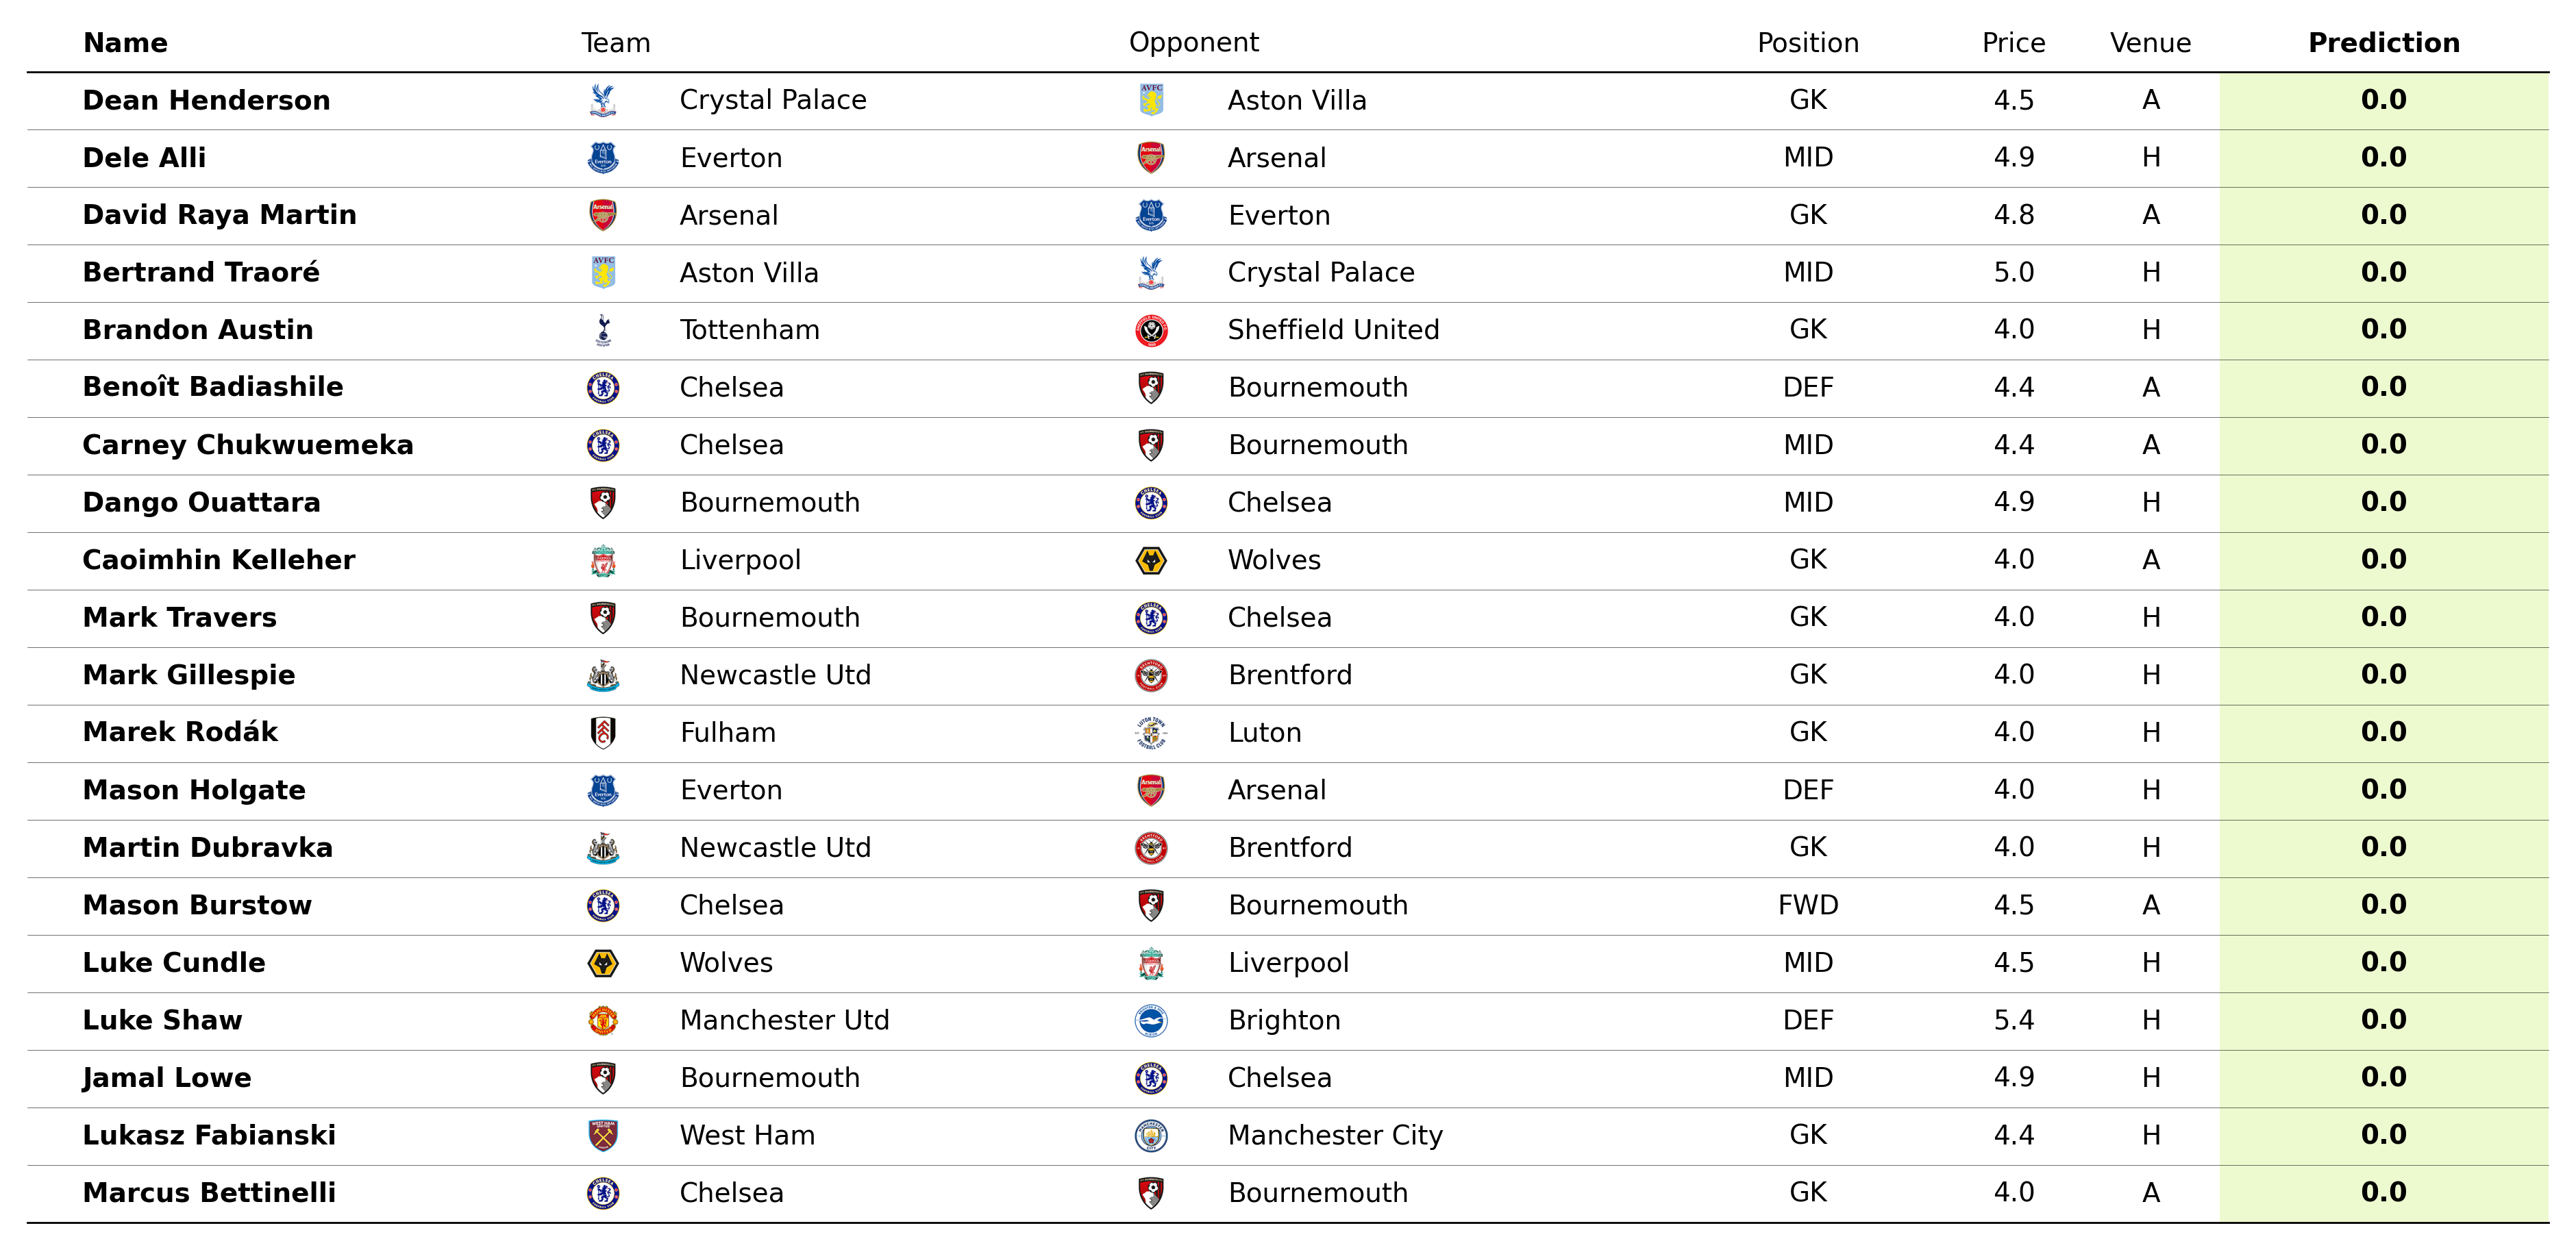 Name Team Opponent Position Price Venue Prediction
Dean Henderson Crystal Palace Aston Villa GK 4.5 A 0.0
Dele Alli Everton Arsenal MID 4.9 H 0.0
David Raya Martin Arsenal Everton GK 4.8 A 0.0
Bertrand Traoré Aston Villa Crystal Palace MID 5.0 H 0.0
Brandon Austin Tottenham Sheffield United GK 4.0 H 0.0
Benoît Badiashile Chelsea Bournemouth DEF 4.4 A 0.0
Carney Chukwuemeka Chelsea Bournemouth MID 4.4 A 0.0
Dango Ouattara Bournemouth Chelsea MID 4.9 H 0.0
Caoimhin Kelleher Liverpool Wolves GK 4.0 A 0.0
Mark Travers Bournemouth Chelsea GK 4.0 H 0.0
Mark Gillespie Newcastle Utd Brentford GK 4.0 H 0.0
Marek Rodák Fulham Luton GK 4.0 H 0.0
Mason Holgate Everton Arsenal DEF 4.0 H 0.0
Martin Dubravka Newcastle Utd Brentford GK 4.0 H 0.0
Mason Burstow Chelsea Bournemouth FWD 4.5 A 0.0
Luke Cundle Wolves Liverpool MID 4.5 H 0.0
Luke Shaw Manchester Utd Brighton DEF 5.4 H 0.0
Jamal Lowe Bournemouth Chelsea MID 4.9 H 0.0
Lukasz Fabianski West Ham Manchester City GK 4.4 H 0.0
Marcus Bettinelli Chelsea Bournemouth GK 4.0 A 0.0